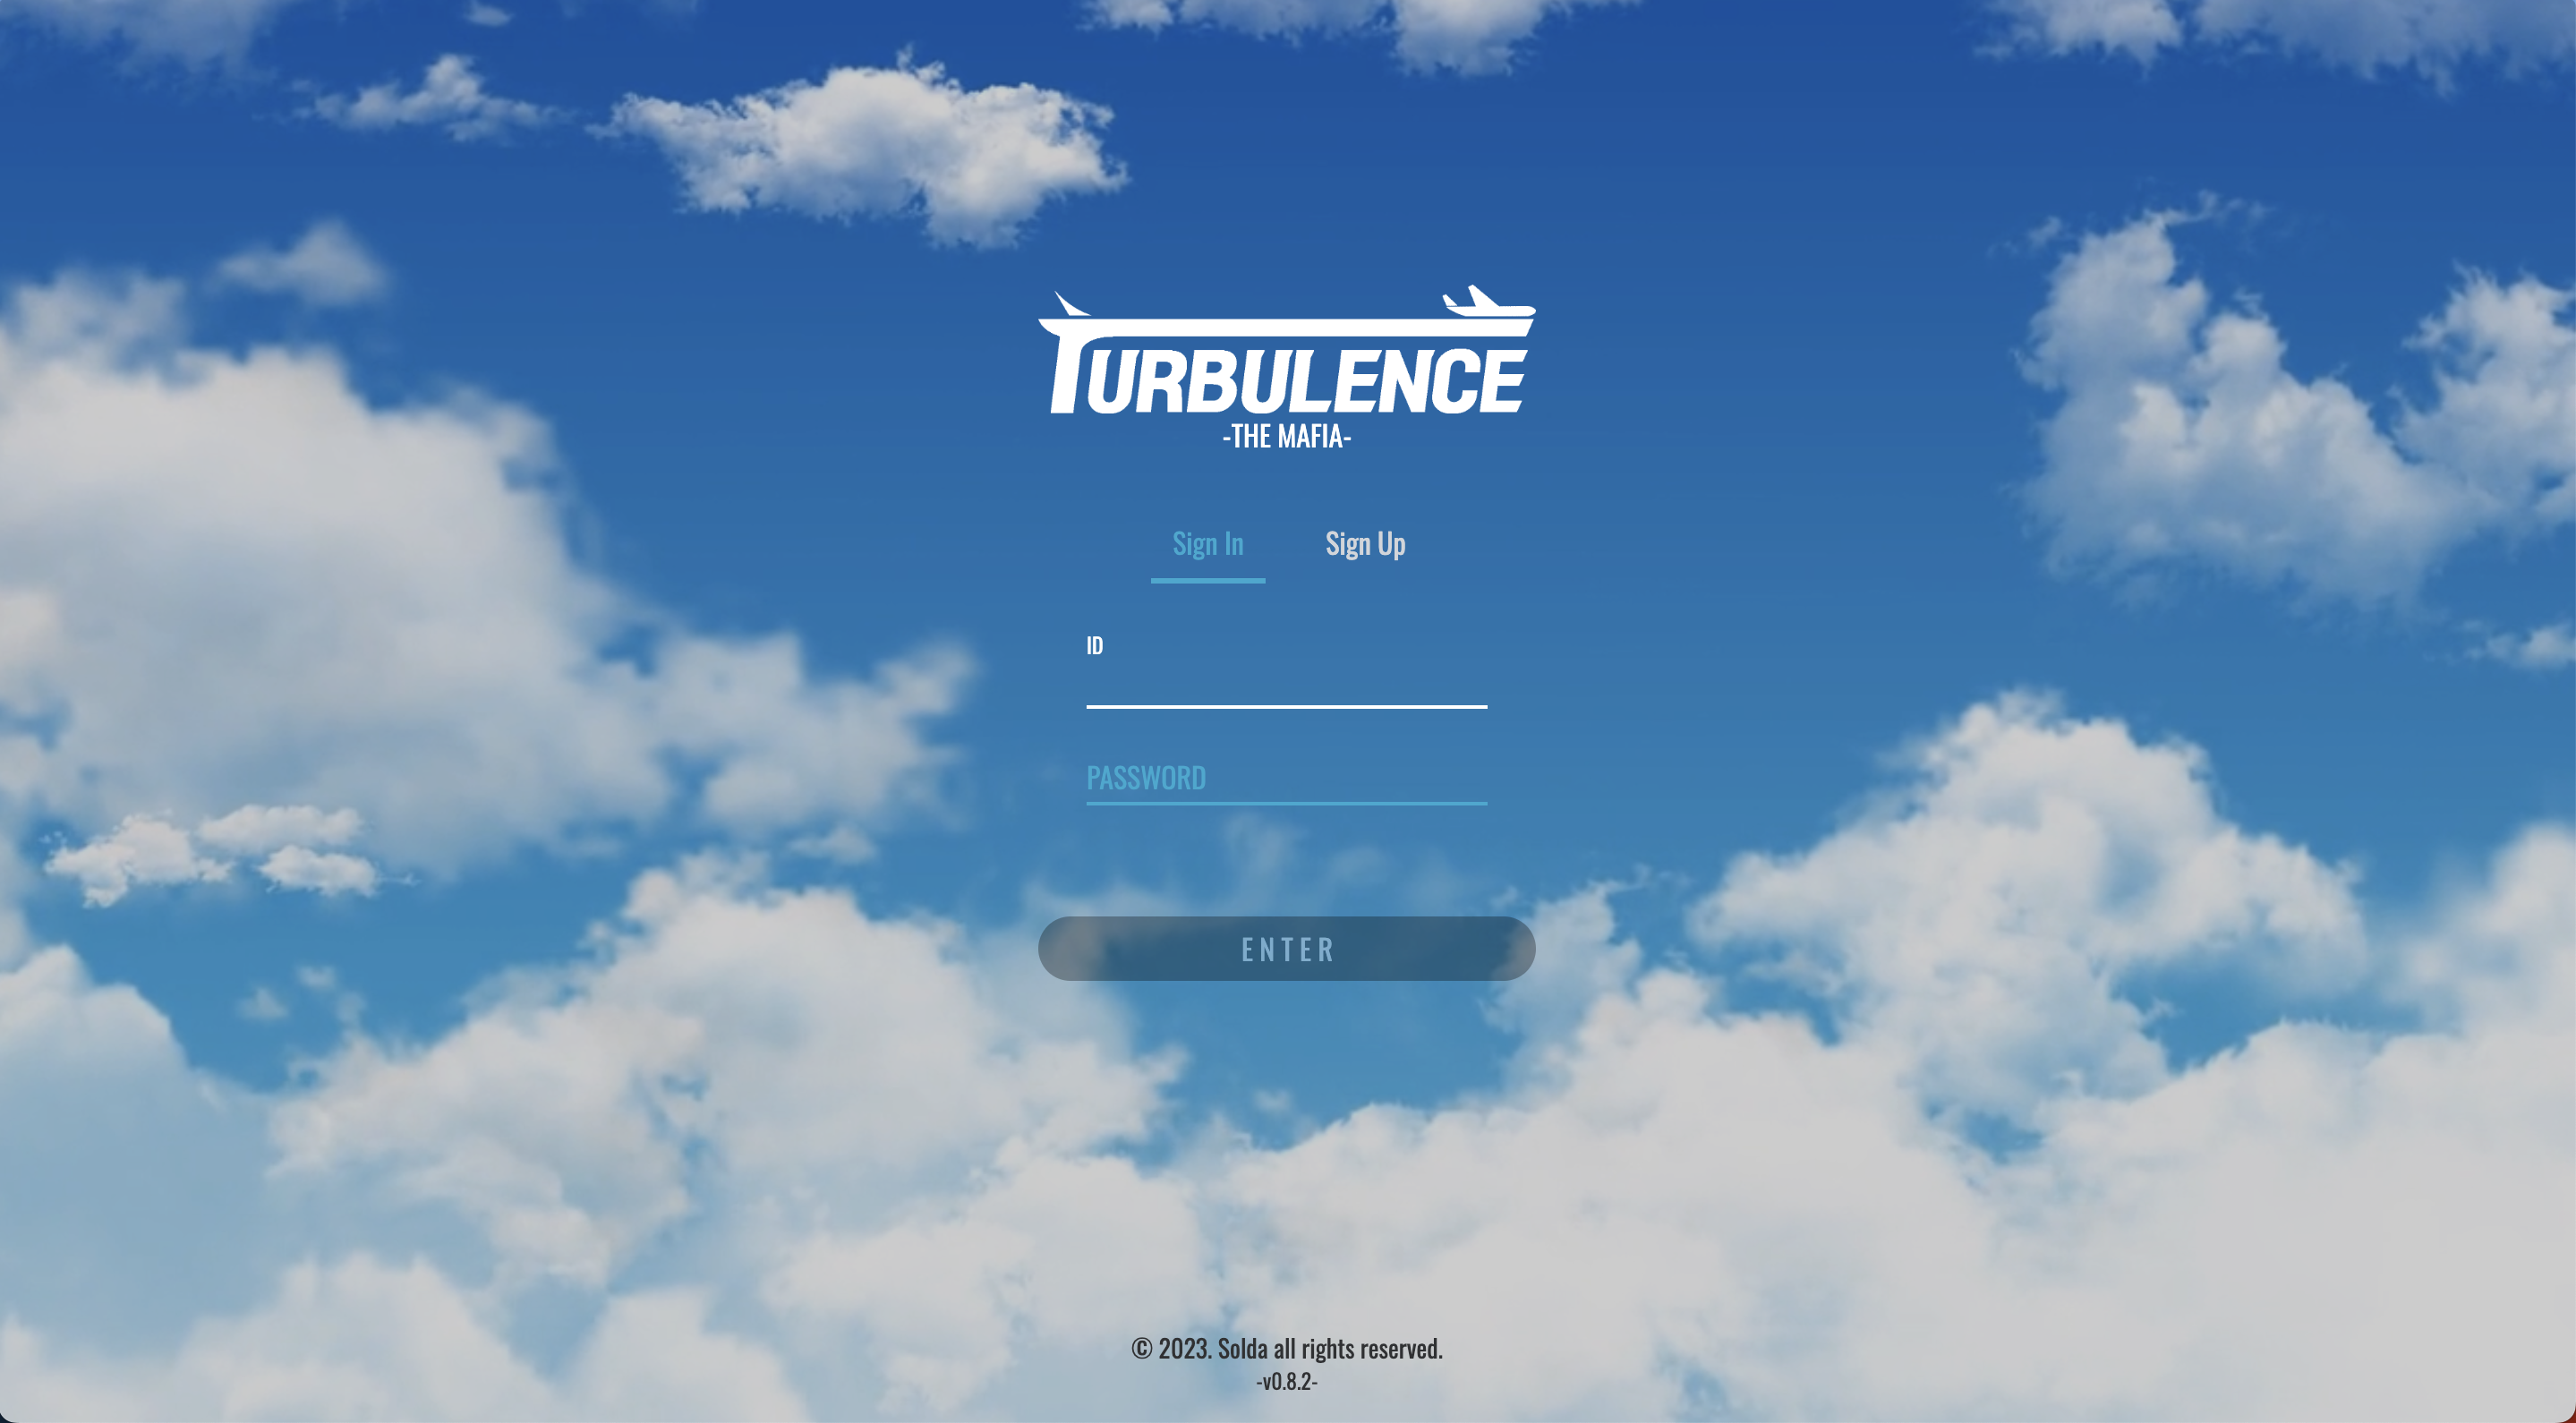 TURBULENCE
-THE MAFIA-
Sign In Sign Up
ID
PASSWORD
ENTER
© 2023. Solda all rights reserved.
-v0.8.2-